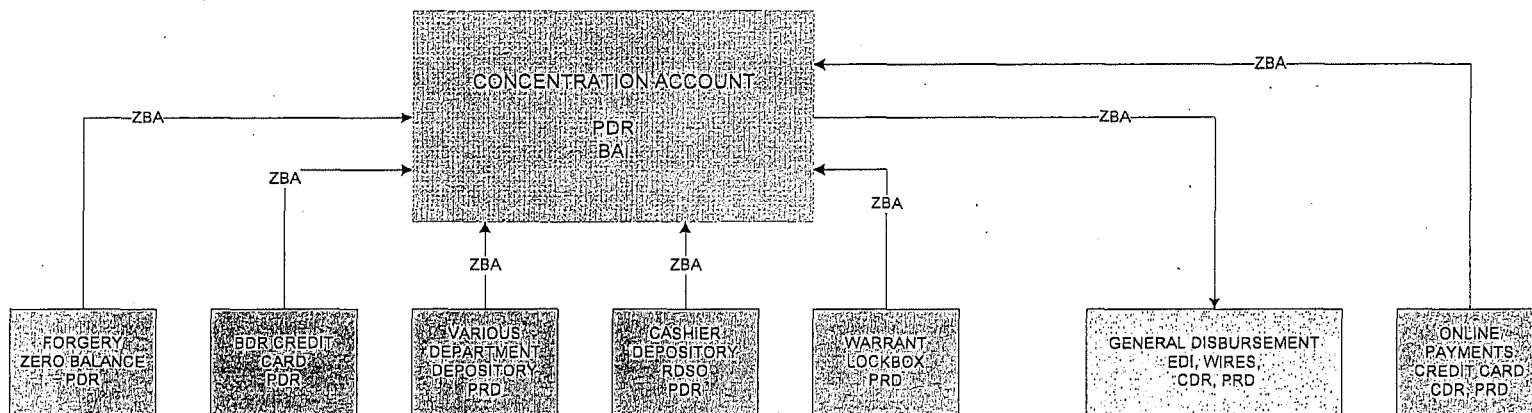 CONCENTRATION ACCOUNT
PDR
BAI
ZBA
ZBA
ZBA
ZBA
ZBA
ZBA
ZBA
FORGERY
ZERO BALANCE
PDR
BDR CREDIT
CARD
PDR
VARIOUS
DEPARTMENT
DEPOSITORY
PRD
CASHIER
DEPOSITORY
RDSO
PDR
WARRANT
LOCKBOX
PRD
GENERAL DISBURSEMENT
EDI, WIRES,
CDR, PRD
ONLINE
PAYMENTS
CREDIT CARD
CDR, PRD